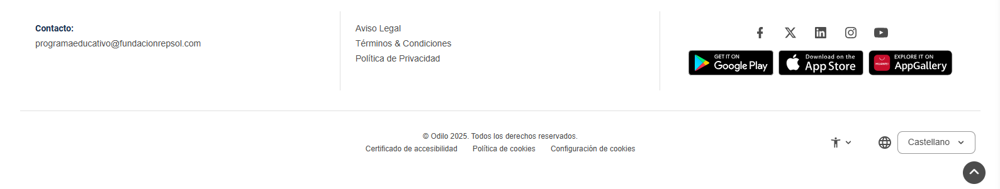 Contacto:
programaeducativo@fundacionrepsol.com
Aviso Legal
Términos & Condiciones
Política de Privacidad
GET IT ON
Google Play
Download on the
App Store
HUAWEI
EXPLORE IT ON
AppGallery
© Odilo 2025. Todos los derechos reservados.
Certificado de accesibilidad Política de cookies Configuración de cookies
Castellano